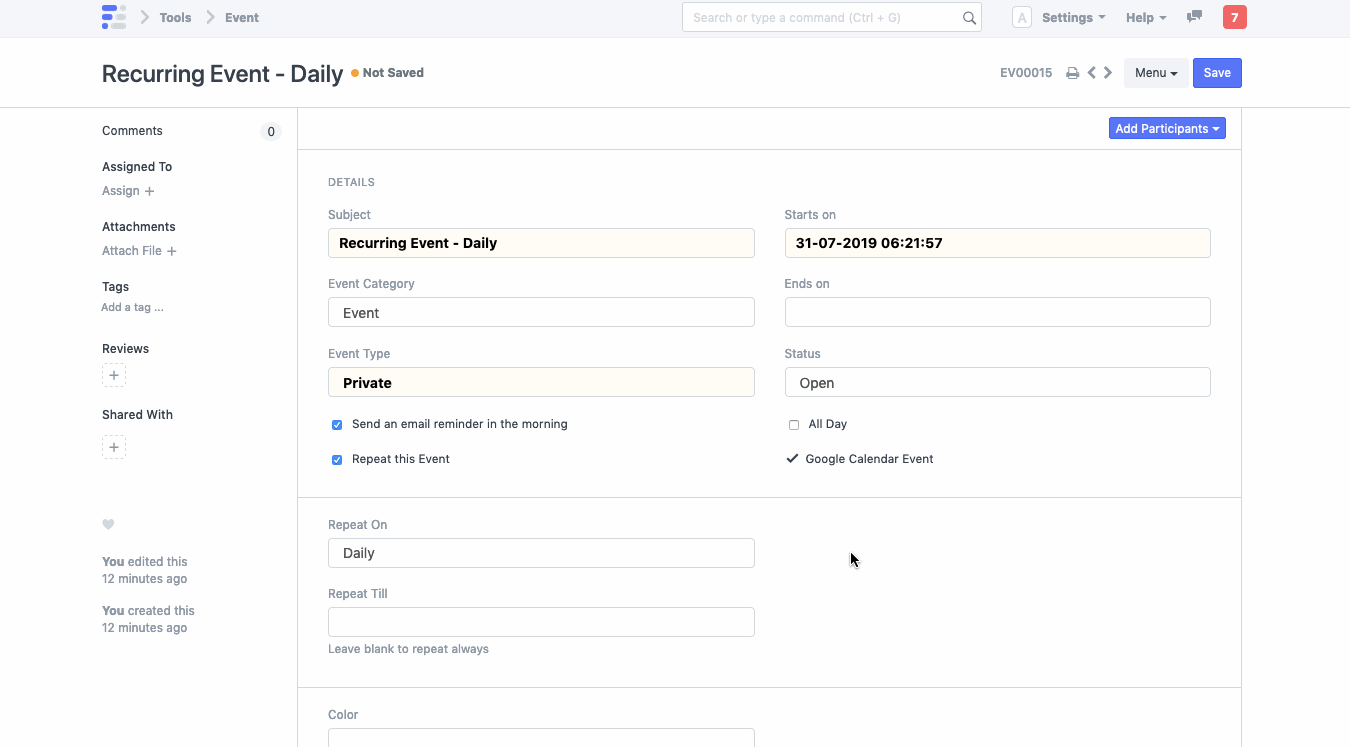 Tools Event Search or type a command (Ctrl + G) A Settings Help 7
Recurring Event - Daily Not Saved EV00015 Menu Save
Comments 0
Assigned To
Assign +
Attachments
Attach File +
Tags
Add a tag ...
Reviews
+
Shared With
+
You edited this
12 minutes ago
You created this
12 minutes ago
Add Participants
DETAILS
Subject
Recurring Event - Daily
Event Category
Event
Event Type
Private
Send an email reminder in the morning
Repeat this Event
Starts on
31-07-2019 06:21:57
Ends on
Status
Open
All Day
Google Calendar Event
Repeat On
Daily
Repeat Till
Leave blank to repeat always
Color